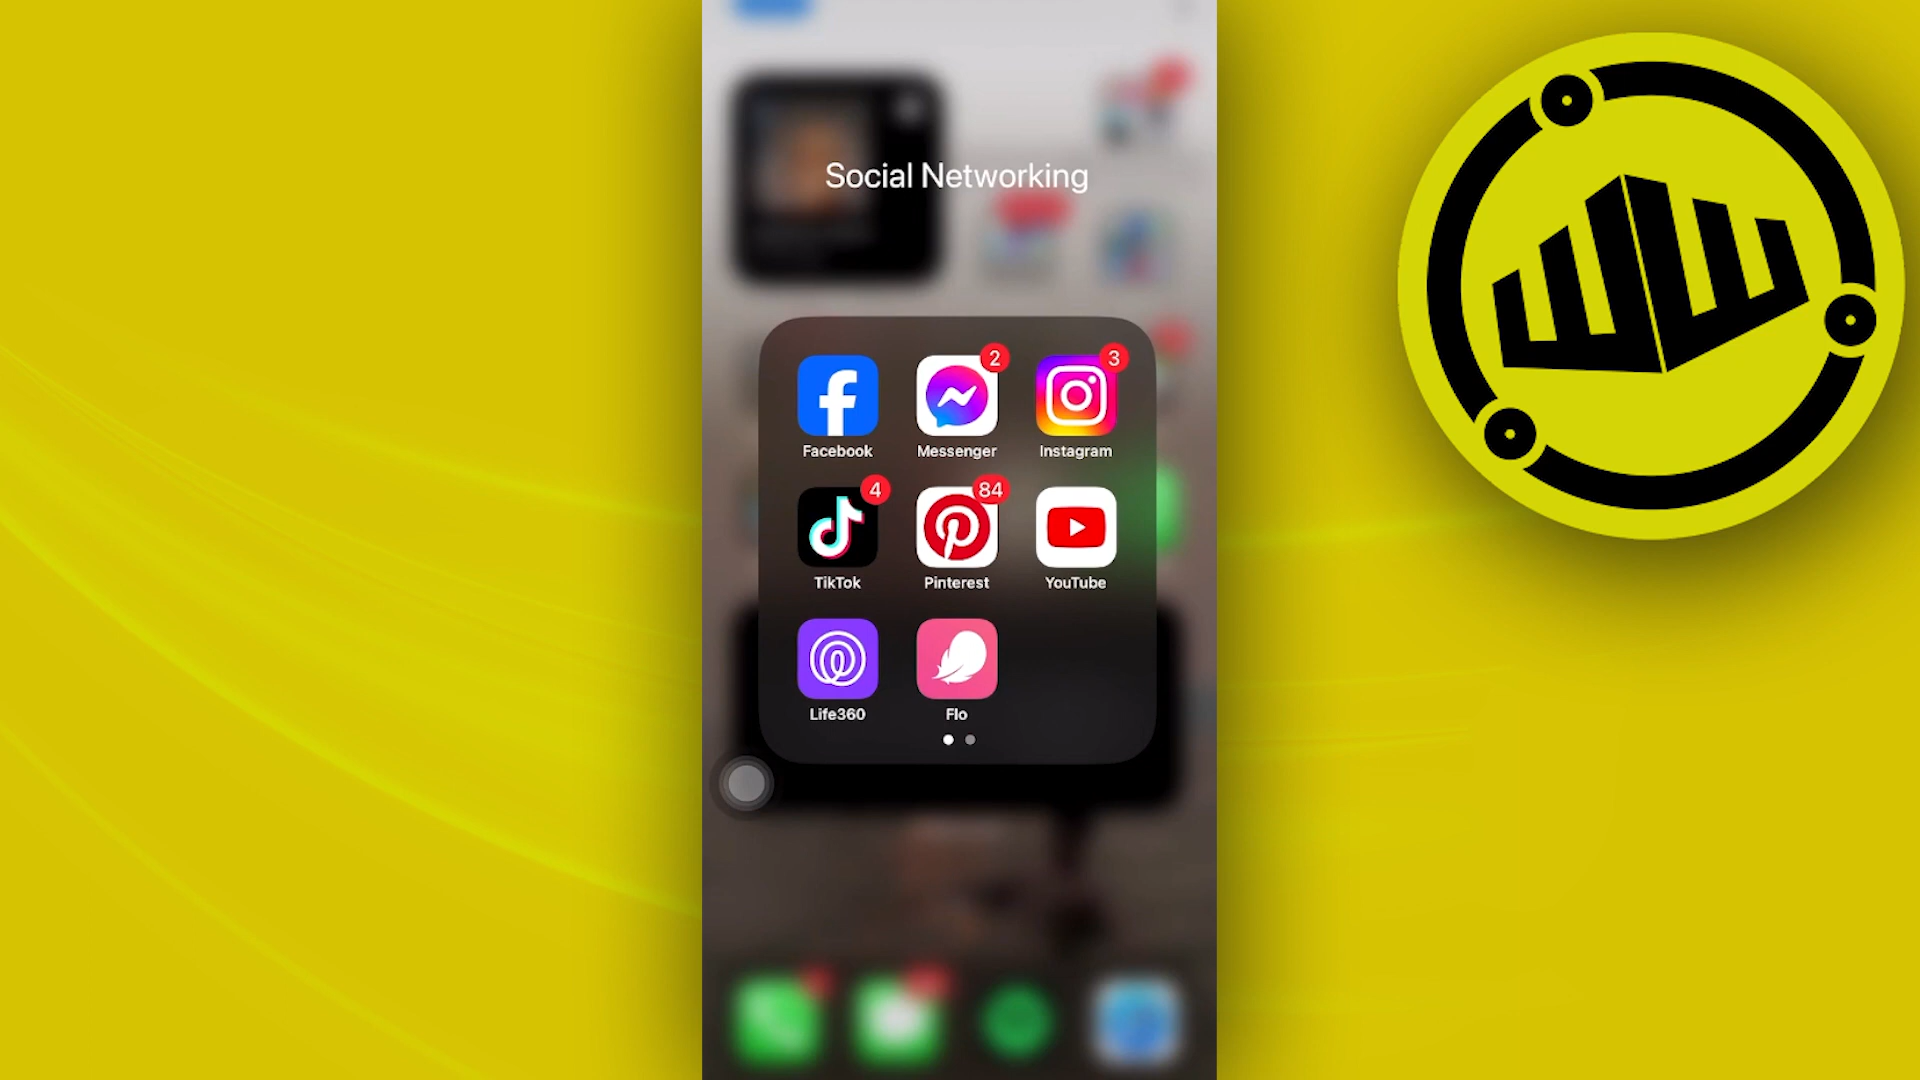 Social Networking
2
3
Facebook
Messenger
Instagram
4
84
TikTok
Pinterest
YouTube
Life360
Flo